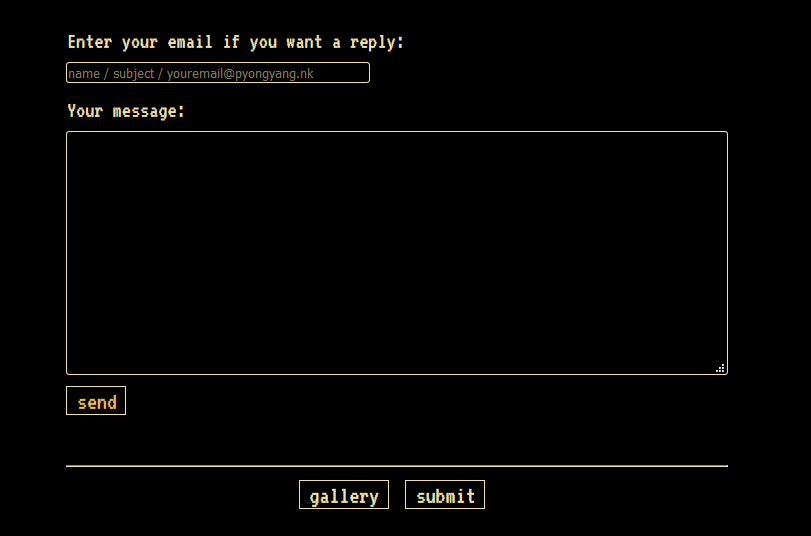 Enter your email if you want a reply:
name / subject / youremail@pyongyang.nk
Your message:
send
gallery submit